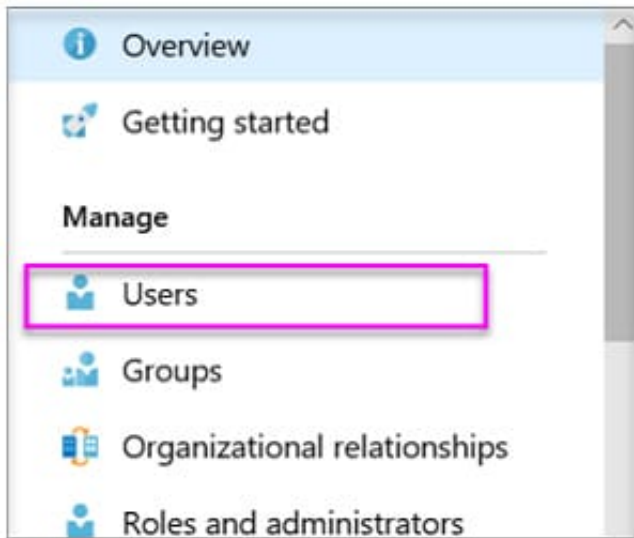 Overview
Getting started
Manage
Users
Groups
Organizational relationships
Roles and administrators